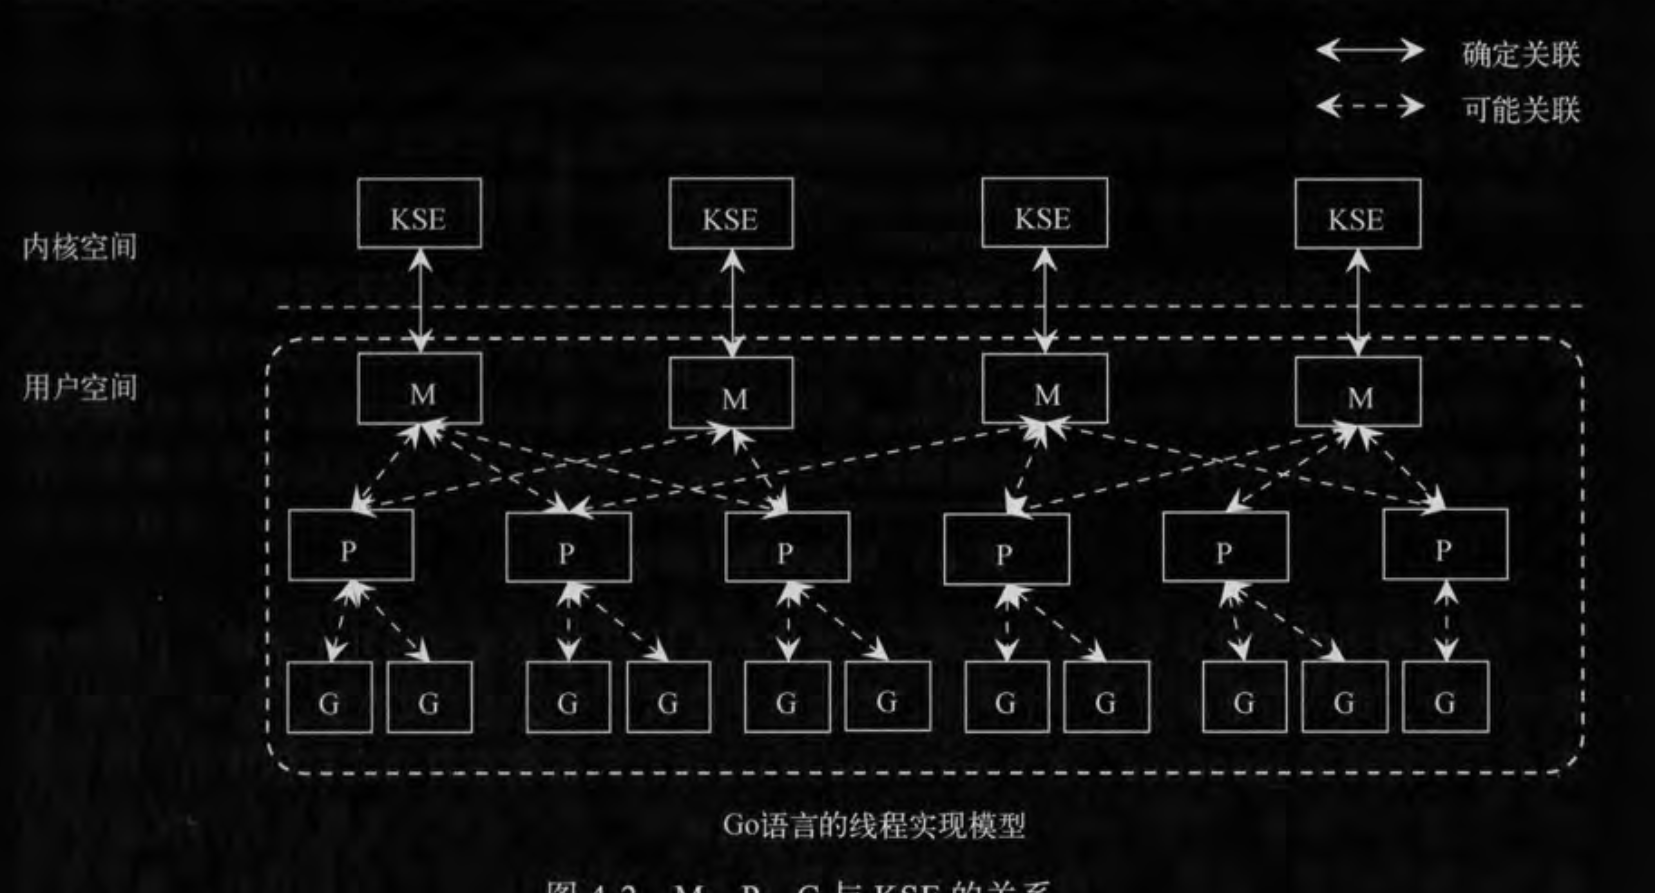 确定关联
可能关联
KSE KSE KSE KSE
内核空间
用户空间
M M M M
P P P P P P
G G G G G G G G G G G
Go语言的线程实现模型
图 4-2 M、P、G 与 KSE 的关系